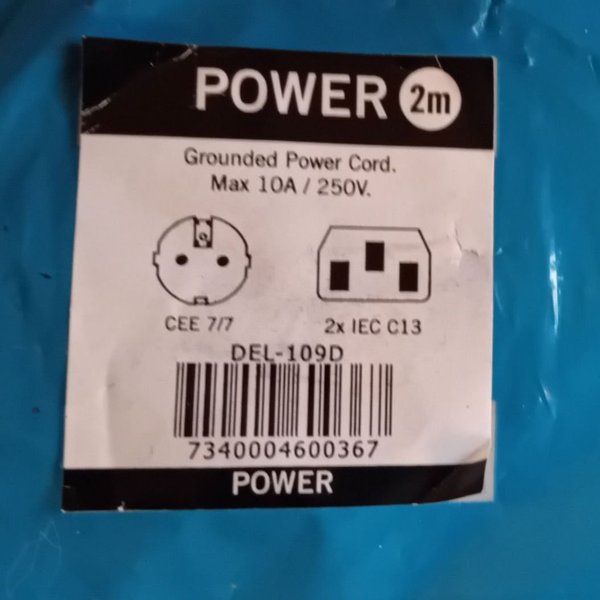 POWER 2m
Grounded Power Cord.
Max 10A / 250V.
CEE 7/7 2x IEC C13
DEL-109D
7340004600367
POWER